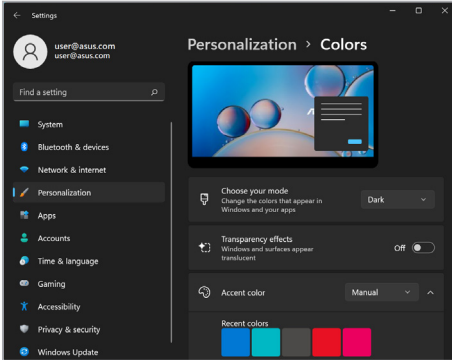 Settings
user@asus.com
user@asus.com
Find a setting
System
Bluetooth & devices
Network & internet
Personalization
Apps
Accounts
Time & language
Gaming
Accessibility
Privacy & security
Windows Update
Personalization > Colors
Choose your mode
Change the colors that appear in
Windows and your apps
Dark
Transparency effects
Windows and surfaces appear
translucent
Off
Accent color
Manual
Recent colors